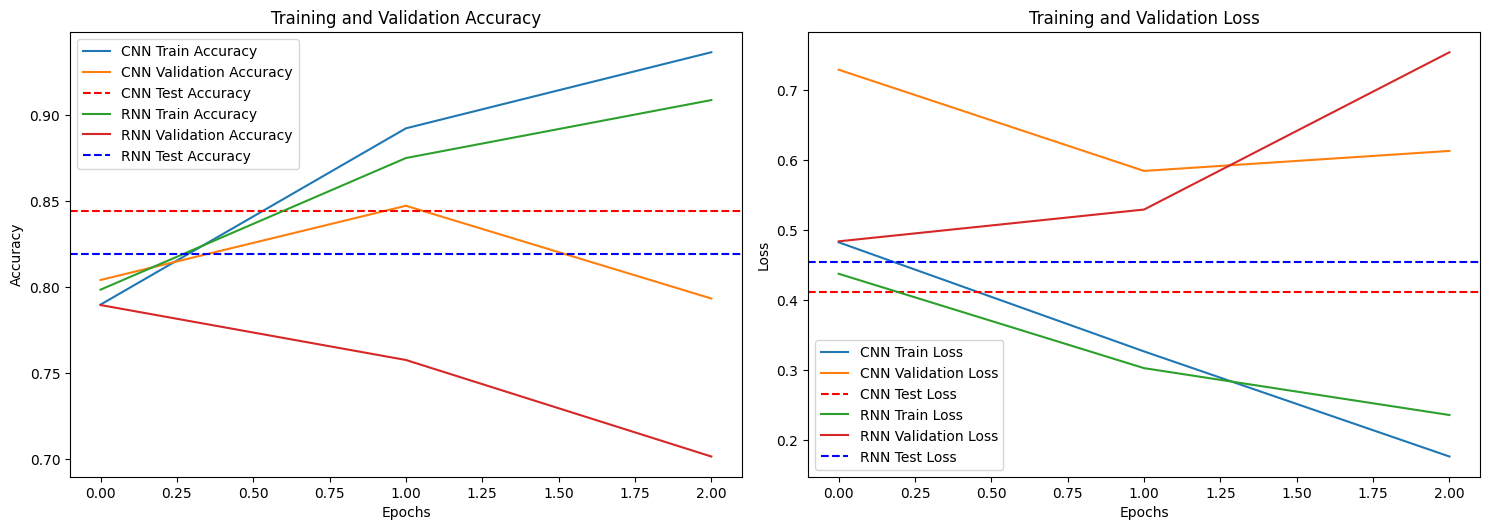 Training and Validation Accuracy
CNN Train Accuracy
CNN Validation Accuracy
CNN Test Accuracy
RNN Train Accuracy
RNN Validation Accuracy
RNN Test Accuracy
Accuracy
0.90
0.85
0.80
0.75
0.70
0.00 0.25 0.50 0.75 1.00 1.25 1.50 1.75 2.00
Epochs
Training and Validation Loss
Loss
0.7
0.6
0.5
0.4
0.3
0.2
CNN Train Loss
CNN Validation Loss
CNN Test Loss
RNN Train Loss
RNN Validation Loss
RNN Test Loss
0.00 0.25 0.50 0.75 1.00 1.25 1.50 1.75 2.00
Epochs